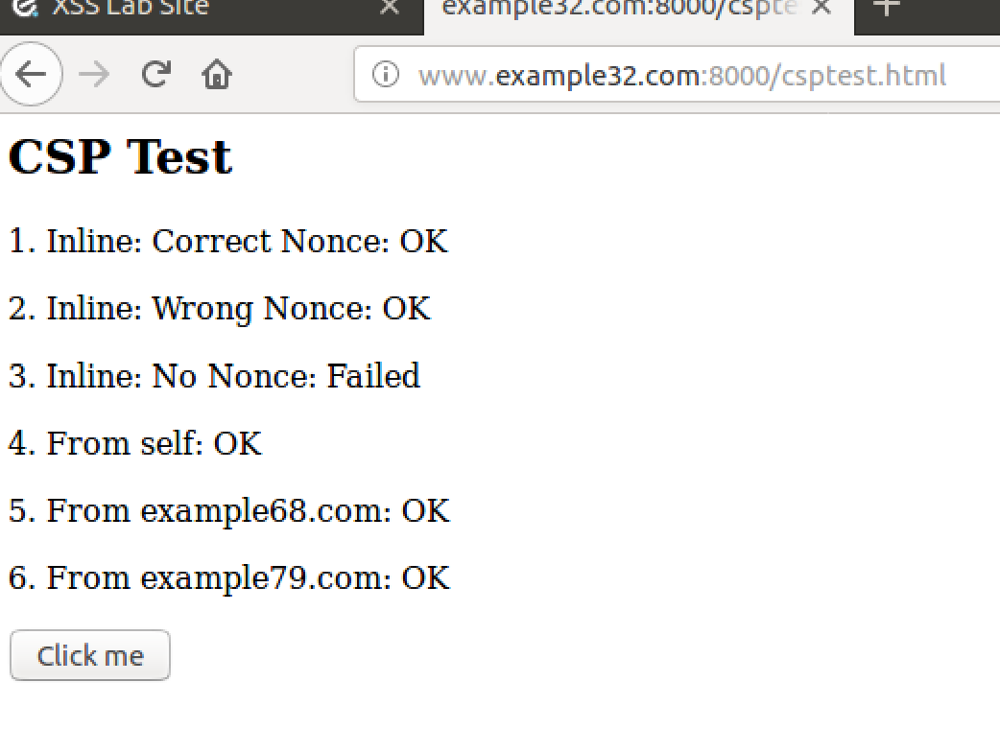 XSS Lab Site
example32.com:8000/cspte
www.example32.com:8000/csptest.html
CSP Test
1. Inline: Correct Nonce: OK
2. Inline: Wrong Nonce: OK
3. Inline: No Nonce: Failed
4. From self: OK
5. From example68.com: OK
6. From example79.com: OK
Click me